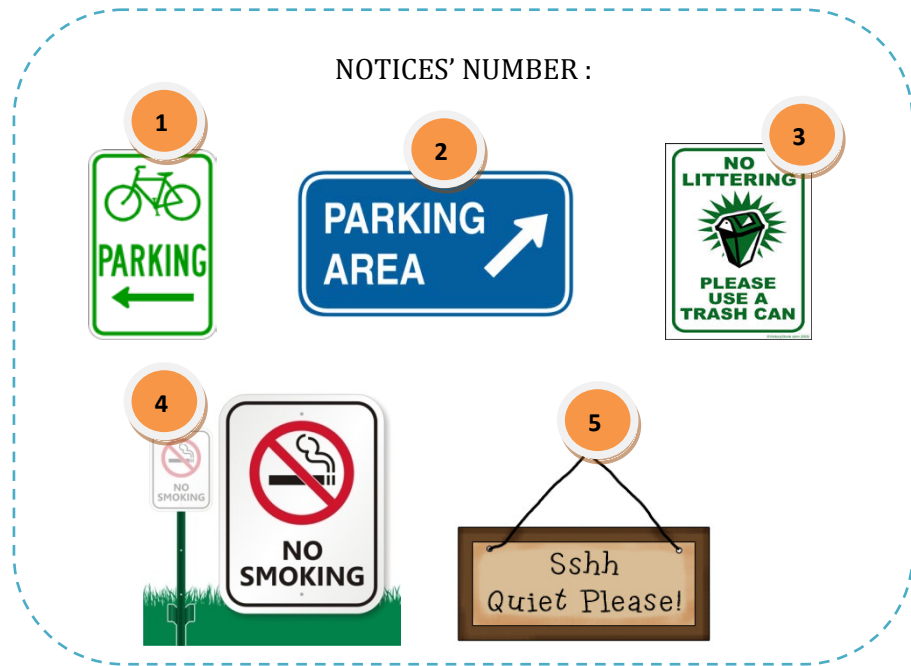 NOTICES’ NUMBER :
1
2
3
PARKING
PARKING
AREA
NO
LITTERING
PLEASE
USE A
TRASH CAN
4
5
NO
SMOKING
NO
SMOKING
Sshh
Quiet Please!